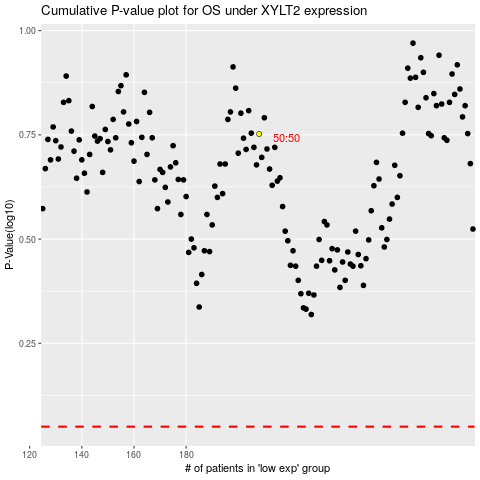 Cumulative P-value plot for OS under XYLT2 expression
P-Value(log10)
1.00
0.75
0.50
0.25
50:50
120 140 160 180
# of patients in 'low exp' group